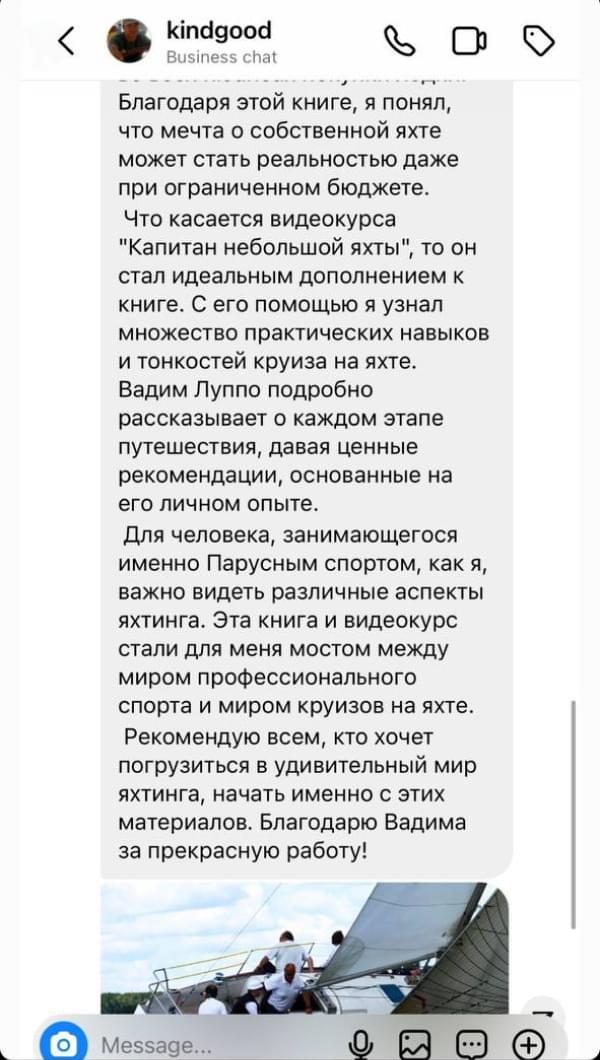 kindgood
Business chat
Благодаря этой книге, я понял,
что мечта о собственной яхте
может стать реальностью даже
при ограниченном бюджете.
Что касается видеокурса
"Капитан небольшой яхты", то он
стал идеальным дополнением к
книге. С его помощью я узнал
множество практических навыков
и тонкостей круиза на яхте.
Вадим Луппо подробно
рассказывает о каждом этапе
путешествия, давая ценные
рекомендации, основанные на
его личном опыте.
Для человека, занимающегося
именно Парусным спортом, как я,
важно видеть различные аспекты
яхтинга. Эта книга и видеокурс
стали для меня мостом между
миром профессионального
спорта и миром круизов на яхте.
Рекомендую всем, кто хочет
погрузиться в удивительный мир
яхтинга, начать именно с этих
материалов. Благодарю Вадима
за прекрасную работу!
Message...